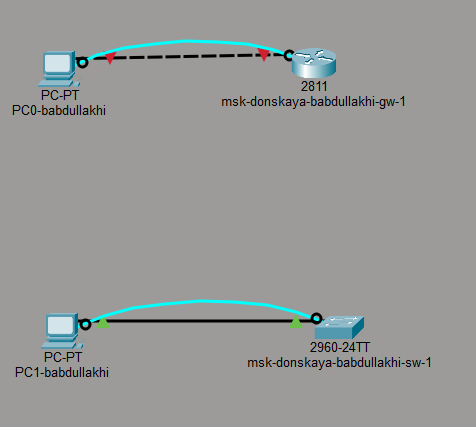 PC-PT
PC0-babdullakhi
2811
msk-donskaya-babdullakhi-gw-1
PC-PT
PC1-babdullakhi
2960-24TT
msk-donskaya-babdullakhi-sw-1